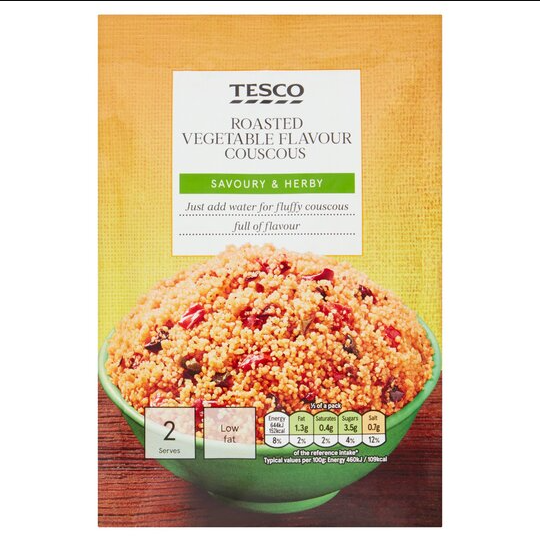 TESCO
ROASTED
VEGETABLE FLAVOUR
COUSCOUS
SAVOURY & HERBY
Just add water for fluffy couscous
full of flavour
2
Serves
Low
fat
½ of a pack
Energy Fat Saturates Sugars Salt
644kJ
152kcal 1.3g 0.4g 3.5g 0.7g
8% 2% 2% 4% 12%
of the reference intake*
Typical values per 100g: Energy 460kJ / 109kcal